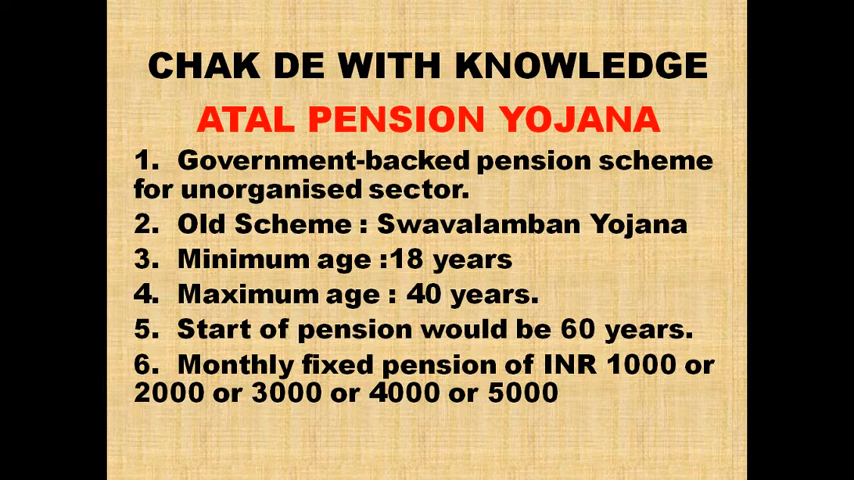 CHAK DE WITH KNOWLEDGE
ATAL PENSION YOJANA
1. Government-backed pension scheme
for unorganised sector.
2. Old Scheme : Swavalamban Yojana
3. Minimum age :18 years
4. Maximum age : 40 years.
5. Start of pension would be 60 years.
6. Monthly fixed pension of INR 1000 or
2000 or 3000 or 4000 or 5000